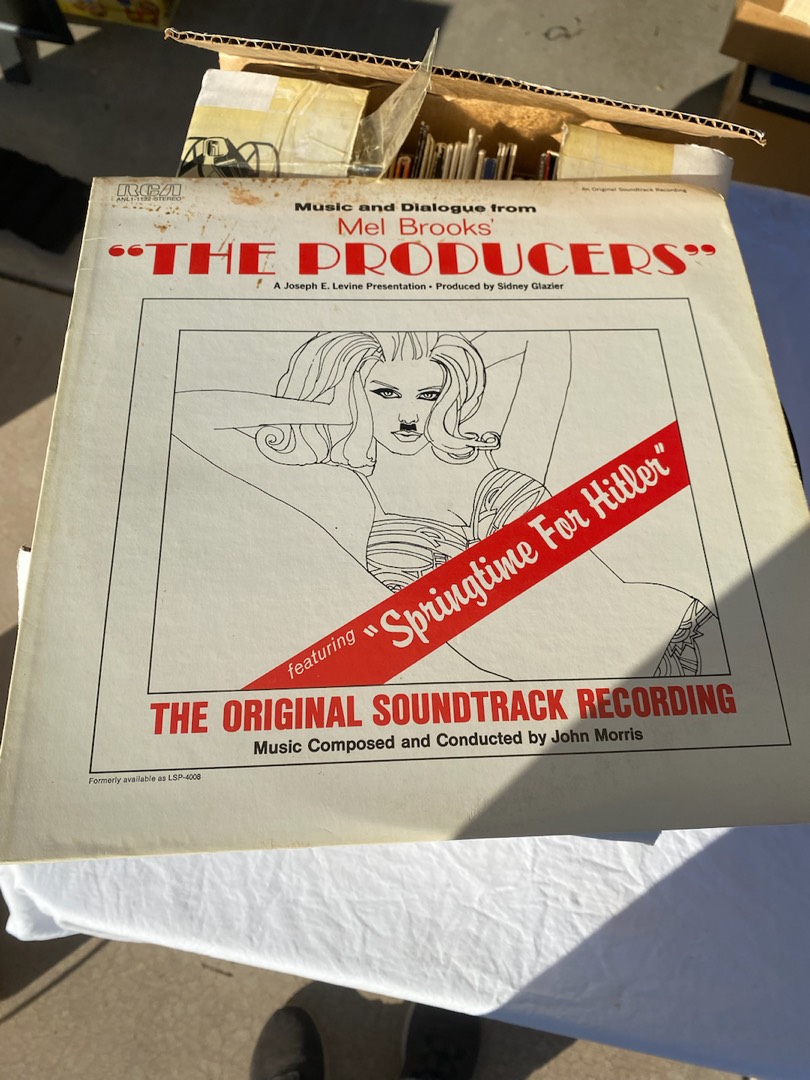 RCA
ANL1-1132-STEREO
An Original Soundtrack Recording
Music and Dialogue from
Mel Brooks'
“THE PRODUCERS”
A Joseph E. Levine Presentation • Produced by Sidney Glazier
featuring "Springtime For Hitler"
THE ORIGINAL SOUNDTRACK RECORDING
Music Composed and Conducted by John Morris
Formerly available as LSP-4008